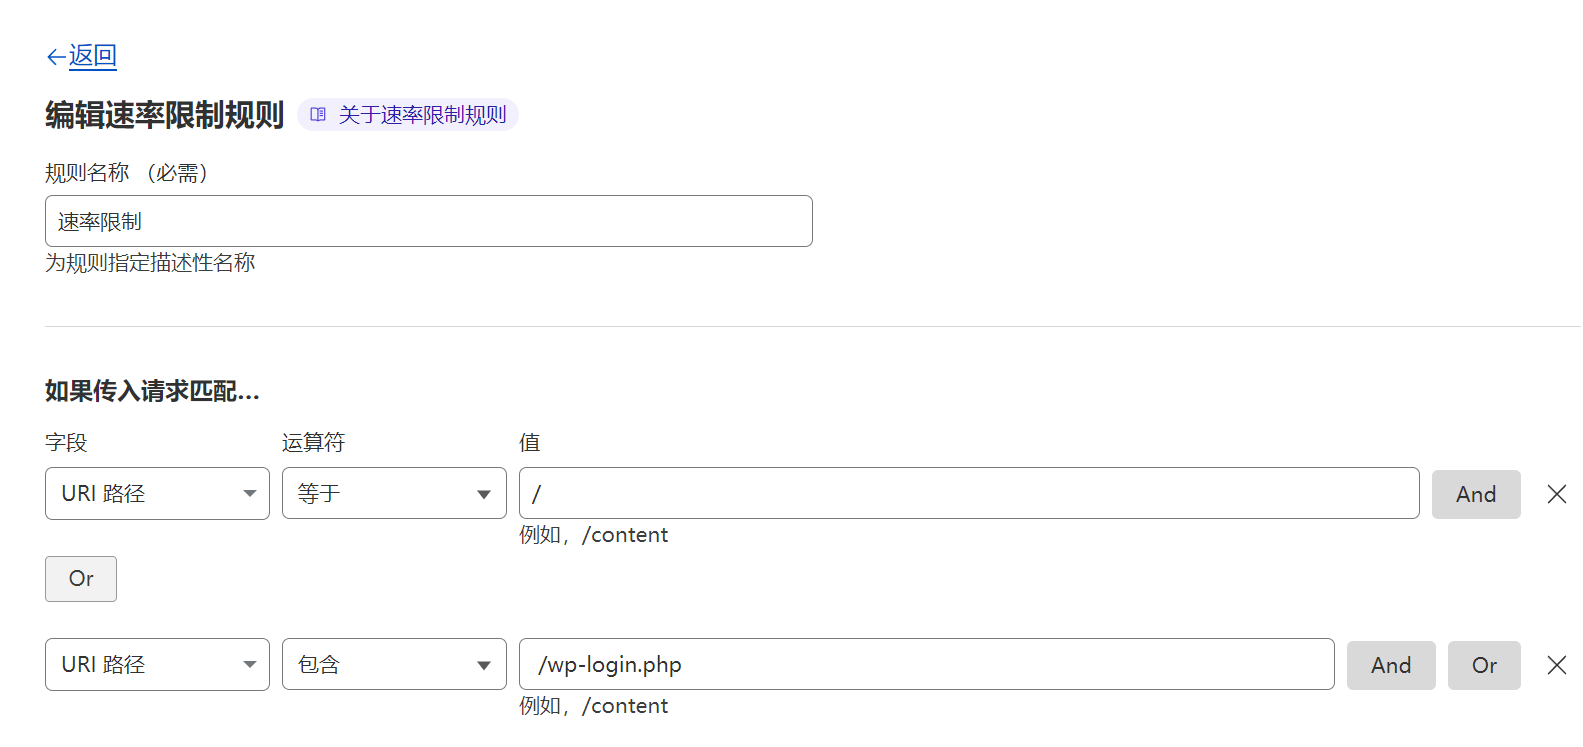 ←返回
编辑速率限制规则 关于速率限制规则
规则名称 （必需）
速率限制
为规则指定描述性名称
如果传入请求匹配...
字段 运算符 值
URI 路径 等于 / And
例如，/content
Or
URI 路径 包含 /wp-login.php And Or
例如，/content